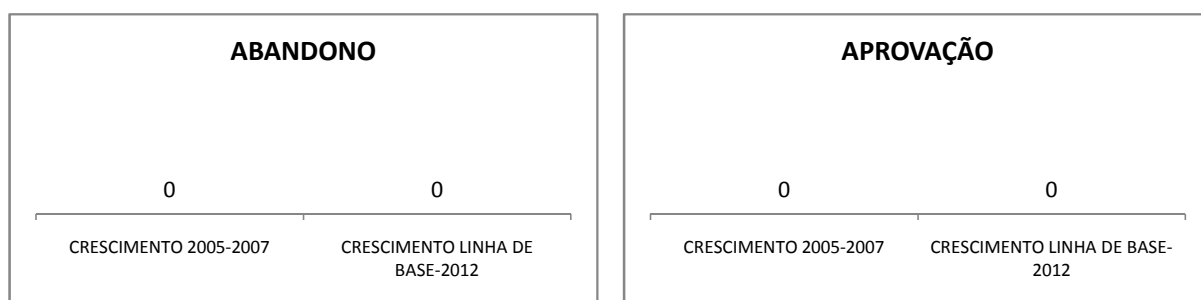 ABANDONO
0
0
CRESCIMENTO 2005-2007
CRESCIMENTO LINHA DE
BASE-2012
APROVAÇÃO
0
0
CRESCIMENTO 2005-2007
CRESCIMENTO LINHA DE BASE-
2012